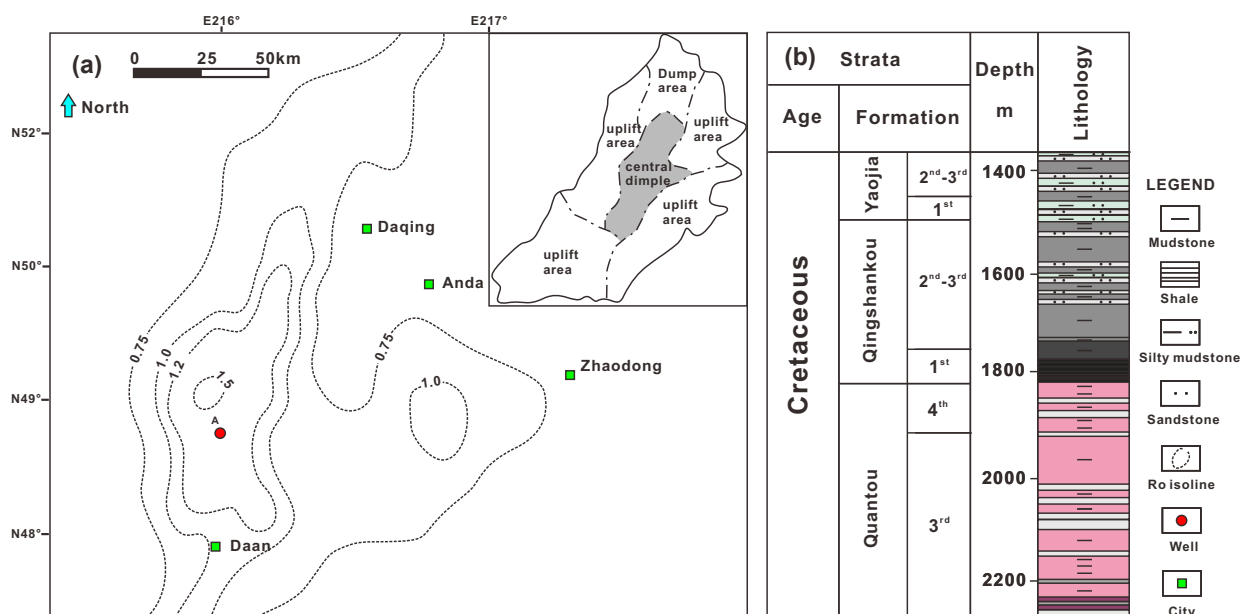 E216°
E217°
(a)
0
25
50km
North
N52°
N50°
N49°
N48°
Daqing
Anda
Zhaodong
Daan
0.75
1.0
1.2
1.5
0.75
1.0
A
Dump
area
uplift
area
uplift
area
central
dimple
uplift
area
uplift
area
(b)
Strata
Depth
m
Lithology
Age
Formation
Cretaceous
Yaojia
2nd-3rd
1st
Qingshankou
2nd-3rd
1st
Quantou
4th
3rd
1400
1600
1800
2000
2200
LEGEND
Mudstone
Shale
Silty mudstone
Sandstone
Ro isoline
Well
City